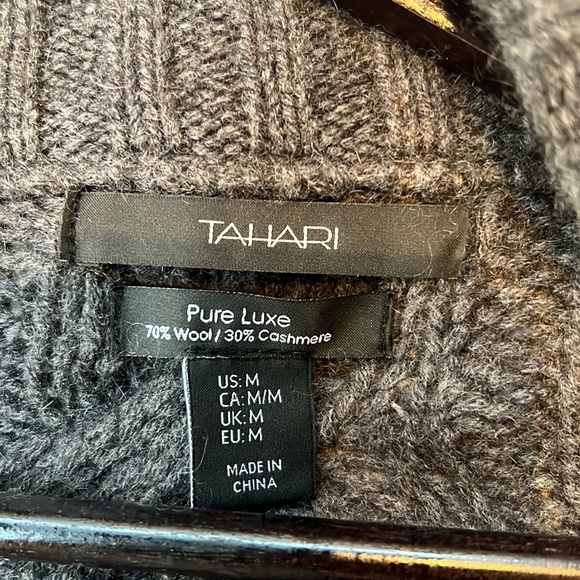 TAHARI
Pure Luxe
70% Wool / 30% Cashmere
US: M
CA: M/M
UK: M
EU: M
MADE IN
CHINA